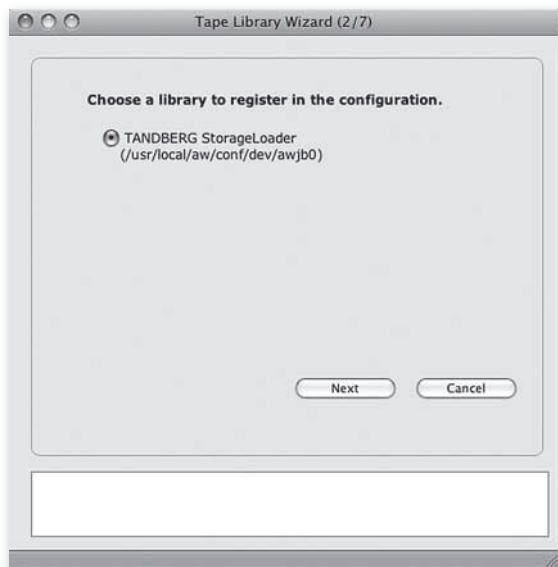 Tape Library Wizard (2/7)
Choose a library to register in the configuration.
TANDBERG StorageLoader
(/usr/local/aw/conf/dev/awjb0)
Next
Cancel